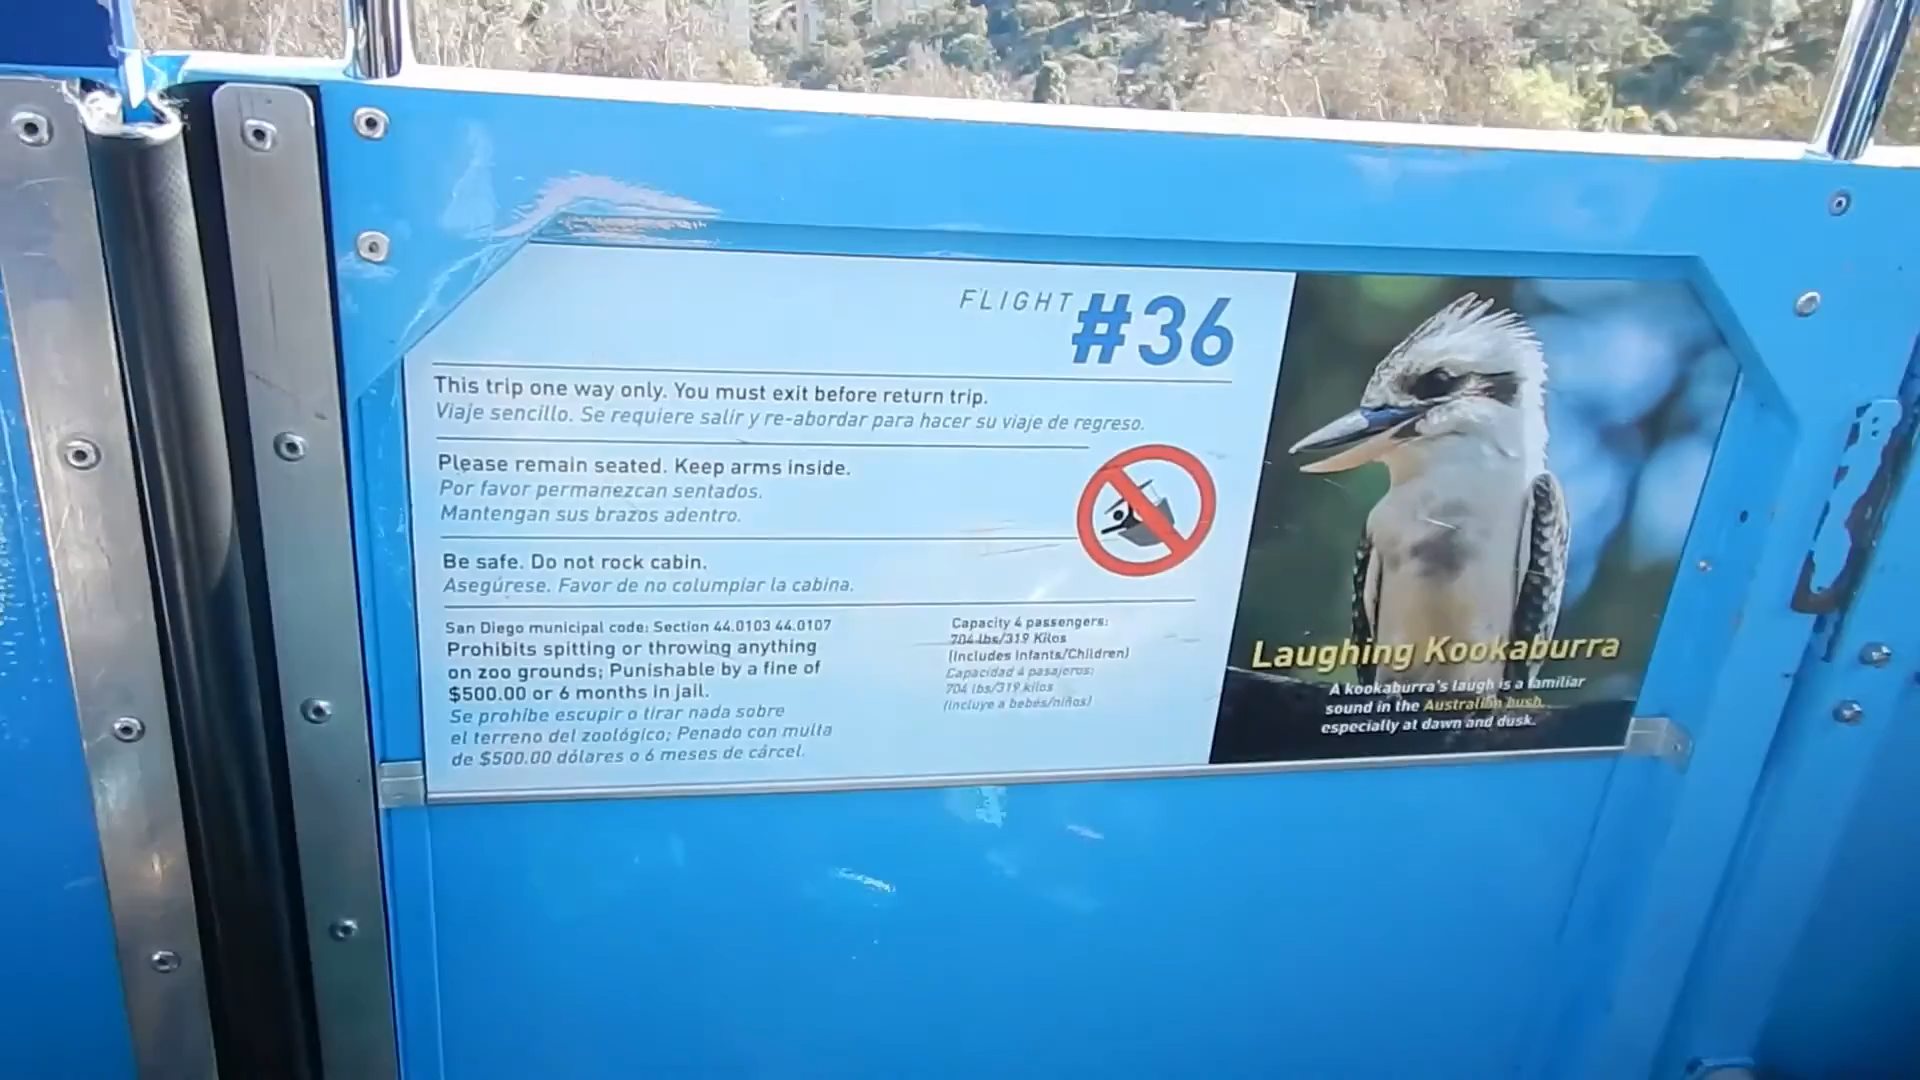 FLIGHT #36
This trip one way only. You must exit before return trip.
Viaje sencillo. Se requiere salir y re-abordar para hacer su viaje de regreso.
Please remain seated. Keep arms inside.
Por favor permanezcan sentados.
Mantengan sus brazos adentro.
Be safe. Do not rock cabin.
Asegúrese. Favor de no columpiar la cabina.
San Diego municipal code: Section 44.0103 44.0107
Prohibits spitting or throwing anything
on zoo grounds; Punishable by a fine of
$500.00 or 6 months in jail.
Se prohibe escupir o tirar nada sobre
el terreno del zoológico; Penado con multa
de $500.00 dólares o 6 meses de cárcel.
Capacity 4 passengers:
704 lbs/319 Kilos
(Includes Infants/Children)
Capacidad 4 pasajeros:
704 lbs/319 kilos
(incluye a bebés/niños)
Laughing Kookaburra
A kookaburra's laugh is a familiar
sound in the Australian bush,
especially at dawn and dusk.